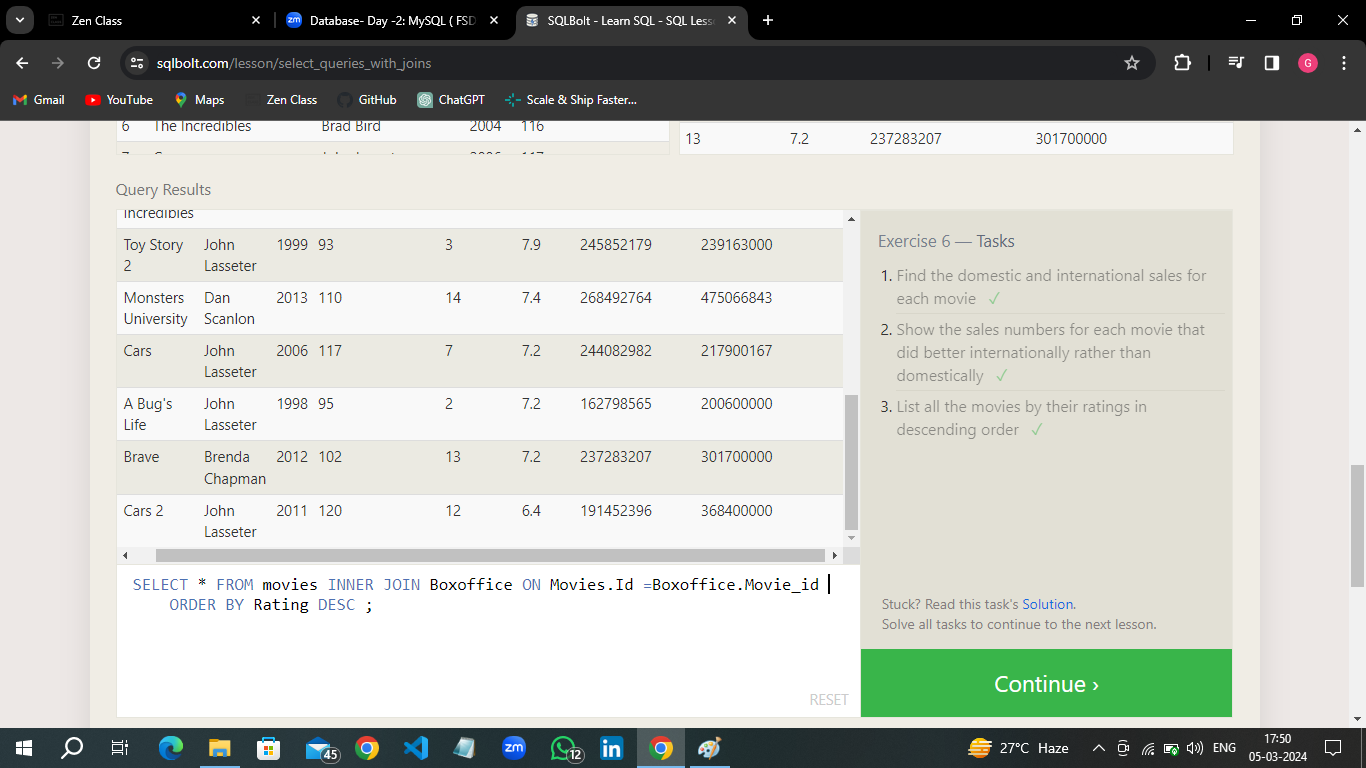 Zen Class
Database- Day -2: MySQL ( FSD
SQLBolt - Learn SQL - SQL Less
sqlbolt.com/lesson/select_queries_with_joins
G
Gmail YouTube Maps Zen Class GitHub ChatGPT Scale & Ship Faster...
6 The Incredibles Brad Bird 2004 116
13 7.2 237283207 301700000
Query Results
Incredibles
Toy Story 2 John Lasseter 1999 93 3 7.9 245852179 239163000
Monsters University Dan Scanlon 2013 110 14 7.4 268492764 475066843
Cars John Lasseter 2006 117 7 7.2 244082982 217900167
A Bug's Life John Lasseter 1998 95 2 7.2 162798565 200600000
Brave Brenda Chapman 2012 102 13 7.2 237283207 301700000
Cars 2 John Lasseter 2011 120 12 6.4 191452396 368400000
SELECT * FROM movies INNER JOIN Boxoffice ON Movies.Id =Boxoffice.Movie_id
ORDER BY Rating DESC ;
RESET
Exercise 6 — Tasks
1. Find the domestic and international sales for
each movie ✓
2. Show the sales numbers for each movie that
did better internationally rather than
domestically ✓
3. List all the movies by their ratings in
descending order ✓
Stuck? Read this task's Solution.
Solve all tasks to continue to the next lesson.
Continue ›
45
zm
12
27°C Haze
ENG
17:50
05-03-2024